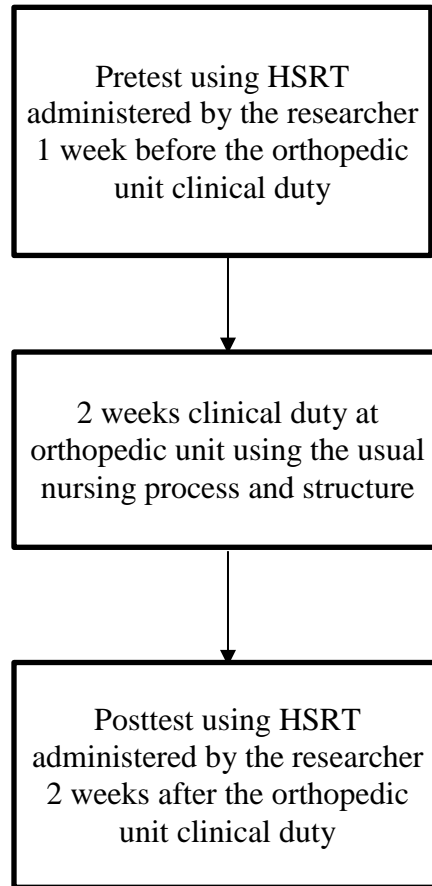 Pretest using HSRT
administered by the researcher
1 week before the orthopedic
unit clinical duty
2 weeks clinical duty at
orthopedic unit using the usual
nursing process and structure
Posttest using HSRT
administered by the researcher
2 weeks after the orthopedic
unit clinical duty